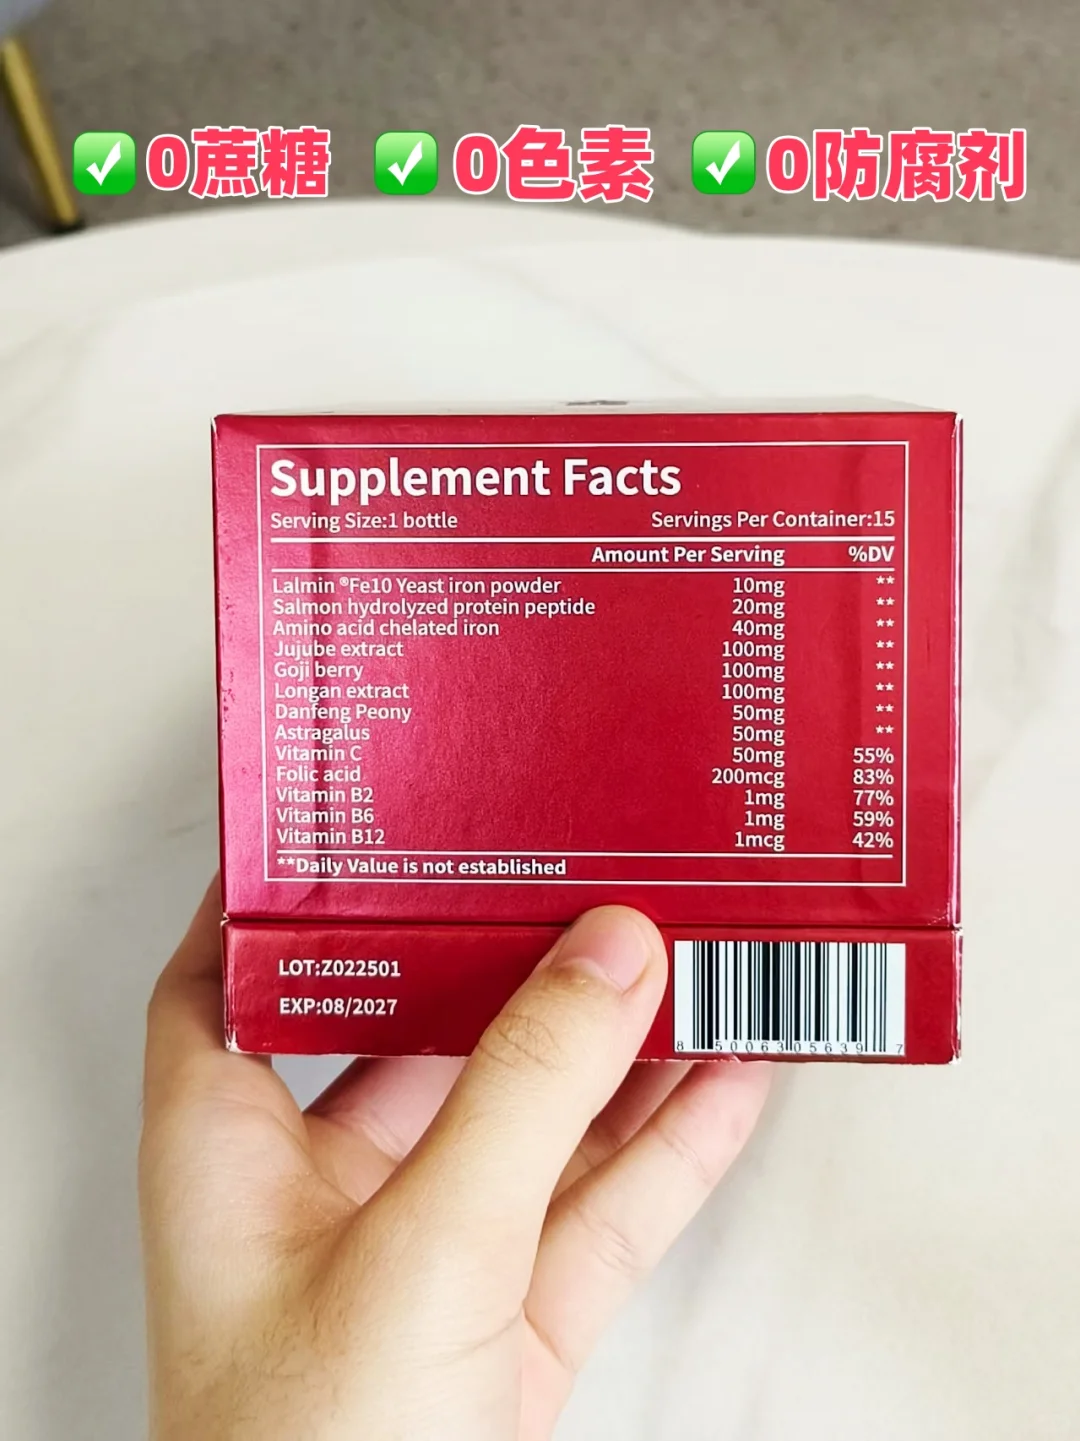 ✅0蔗糖 ✅0色素 ✅0防腐剂
Supplement Facts
Serving Size:1 bottle Servings Per Container:15
Amount Per Serving %DV
Lalmin ®Fe10 Yeast iron powder 10mg **
Salmon hydrolyzed protein peptide 20mg **
Amino acid chelated iron 40mg **
Jujube extract 100mg **
Goji berry 100mg **
Longan extract 100mg **
Danfeng Peony 50mg **
Astragalus 50mg **
Vitamin C 50mg 55%
Folic acid 200mcg 83%
Vitamin B2 1mg 77%
Vitamin B6 1mg 59%
Vitamin B12 1mcg 42%
**Daily Value is not established
LOT:Z022501
EXP:08/2027
8 50063 05639 7